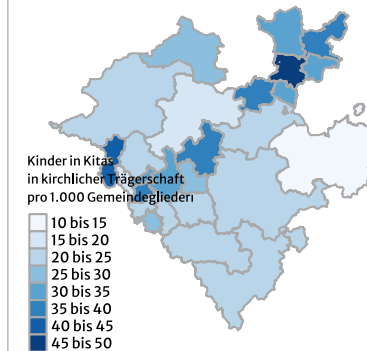 Kinder in Kitas
in kirchlicher Trägerschaft
pro 1.000 Gemeindegliedern
10 bis 15
15 bis 20
20 bis 25
25 bis 30
30 bis 35
35 bis 40
40 bis 45
45 bis 50